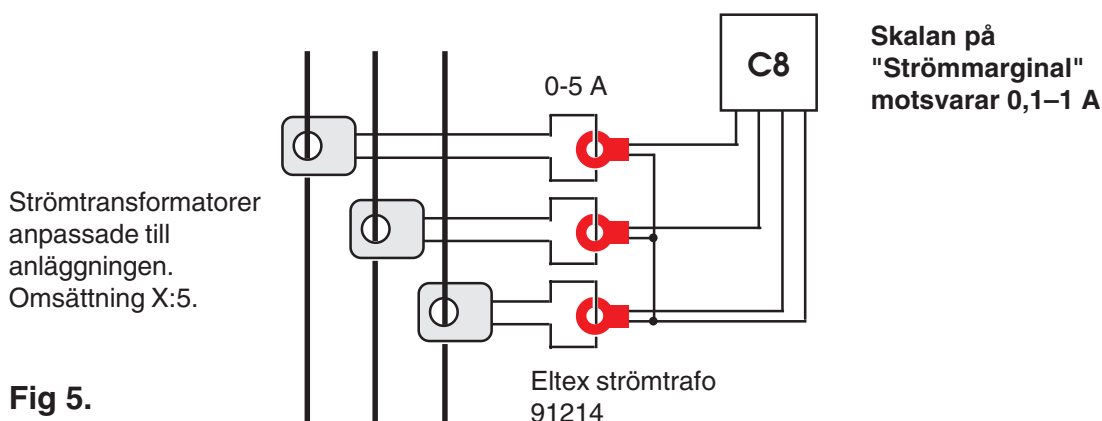 C8
Skalan på
"Strömmarginal"
motsvarar 0,1–1 A
0-5 A
Strömtransformatorer
anpassade till
anläggningen.
Omsättning X:5.
Eltex strömtrafo
91214
Fig 5.